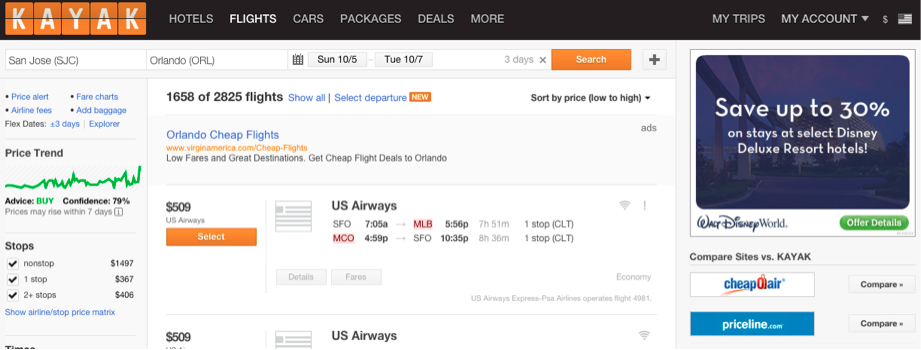 KAYAK HOTELS FLIGHTS CARS PACKAGES DEALS MORE MY TRIPS MY ACCOUNT $
San Jose (SJC) Orlando (ORL) Sun 10/5 – Tue 10/7 3 days × Search +
• Price alert • Fare charts
• Airline fees • Add baggage
Flex Dates: ±3 days | Explorer
Price Trend
Advice: BUY Confidence: 79%
Prices may rise within 7 days i
Stops
nonstop $1497
1 stop $367
2+ stops $406
Show airline/stop price matrix
Times
1658 of 2825 flights Show all | Select departure NEW Sort by price (low to high)
Orlando Cheap Flights ads
www.virginamerica.com/Cheap-Flights
Low Fares and Great Destinations. Get Cheap Flight Deals to Orlando
$509
US Airways
Select
US Airways
SFO 7:05a → MLB 5:56p 7h 51m 1 stop (CLT)
MCO 4:59p → SFO 10:35p 8h 36m 1 stop (CLT)
Details Fares Economy
US Airways Express-Psa Airlines operates flight 4981.
$509 US Airways
Save up to 30%
on stays at select Disney
Deluxe Resort hotels!
Walt Disney World. Offer Details
Compare Sites vs. KAYAK
cheapOair Compare »
priceline.com Compare »